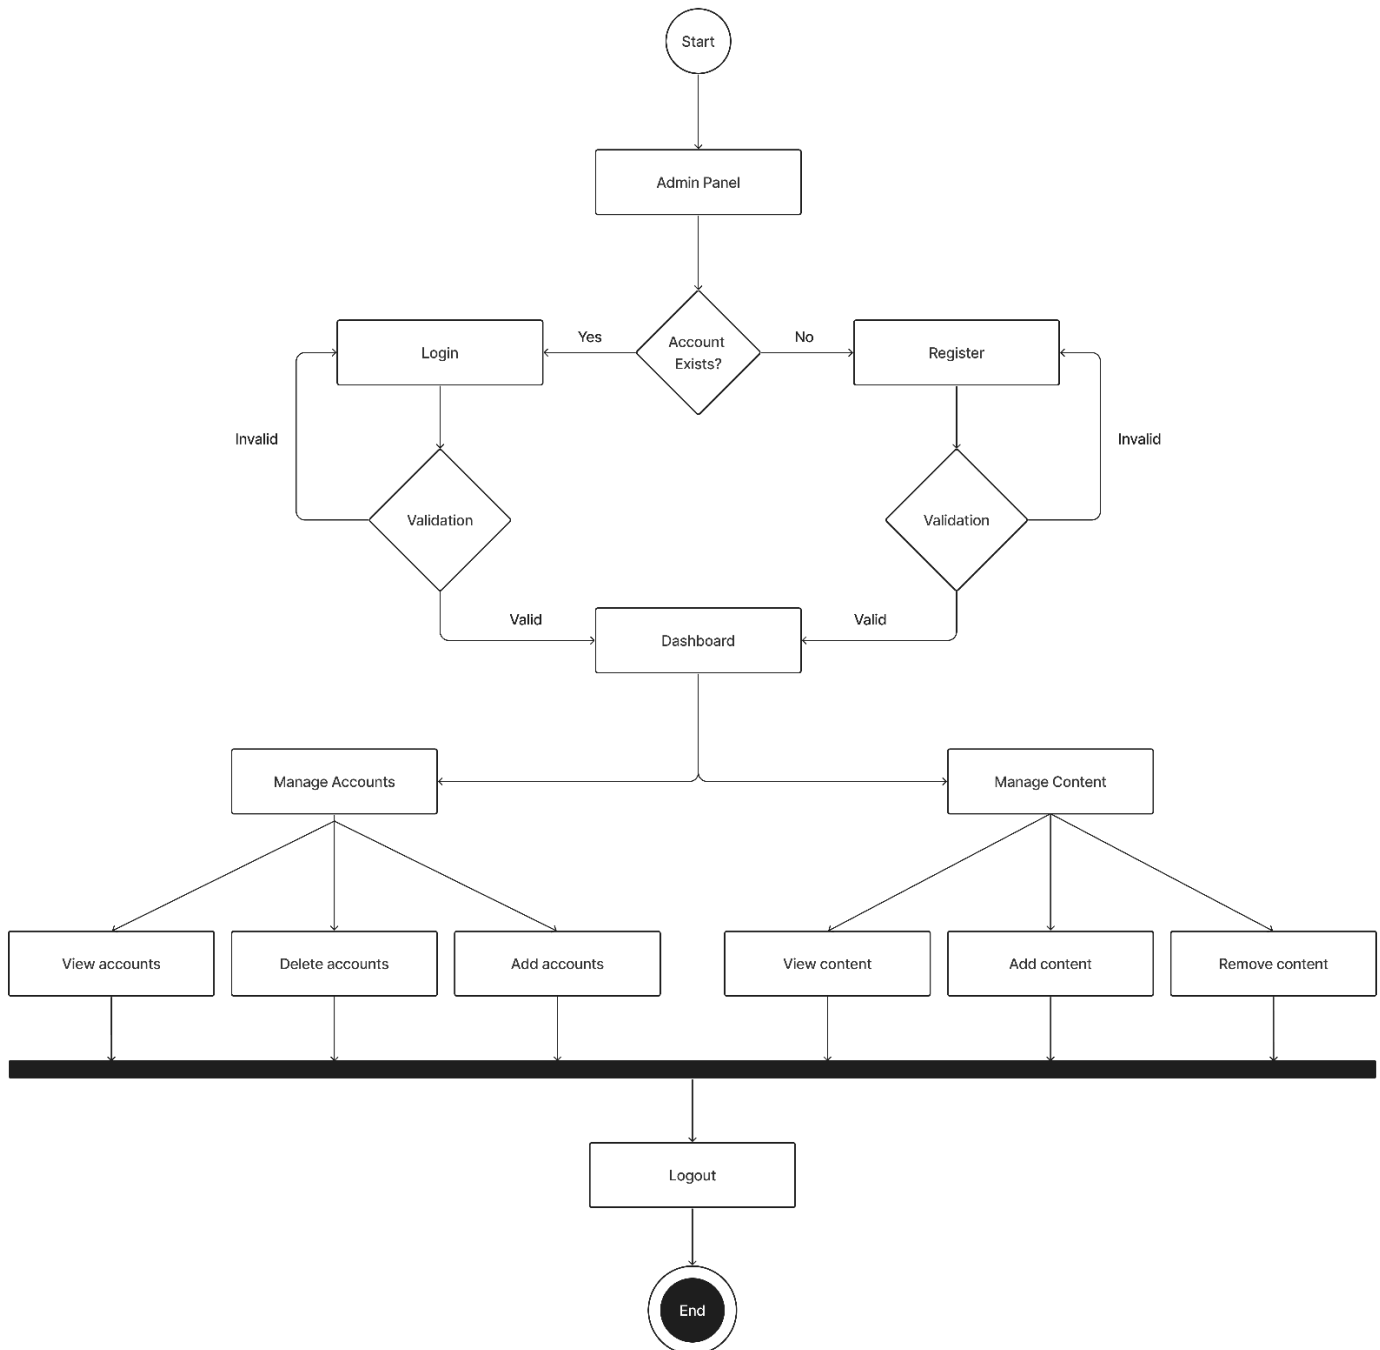 Start
Admin Panel
Account
Exists?
Yes
No
Login
Register
Invalid
Invalid
Validation
Validation
Valid
Valid
Dashboard
Manage Accounts
Manage Content
View accounts
Delete accounts
Add accounts
View content
Add content
Remove content
Logout
End